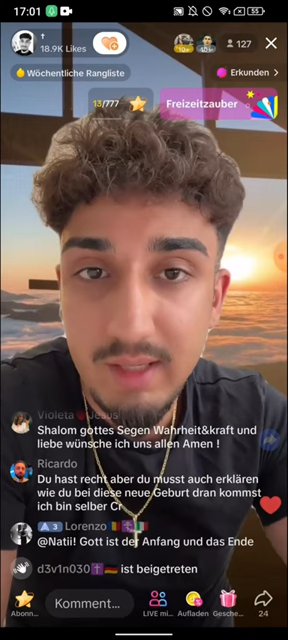 17:01
55
†
18.9K Likes
10+
40+
127
Wöchentliche Rangliste
Erkunden >
13/777
Freizeitzauber
Violeta Jesus
Shalom gottes Segen Wahrheit&kraft und
liebe wünsche ich uns allen Amen !
Ricardo
Du hast recht aber du musst auch erklären
wie du bei diese neue Geburt dran kommst
ich bin selber Cr
3 Lorenzo
@Natii! Gott ist der Anfang und das Ende
d3v1n030 ist beigetreten
Komment...
Abonn...
LIVE mi...
Aufladen
Gesche...
24